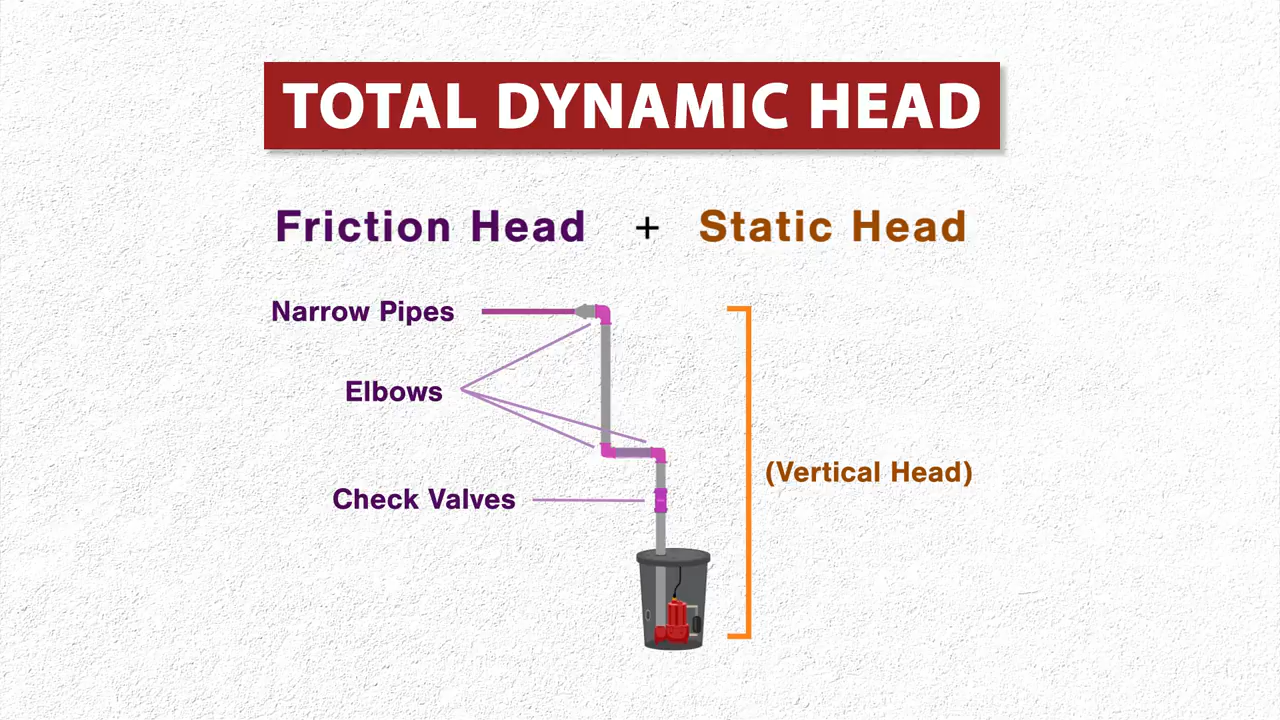 TOTAL DYNAMIC HEAD
Friction Head + Static Head
Narrow Pipes
Elbows
(Vertical Head)
Check Valves